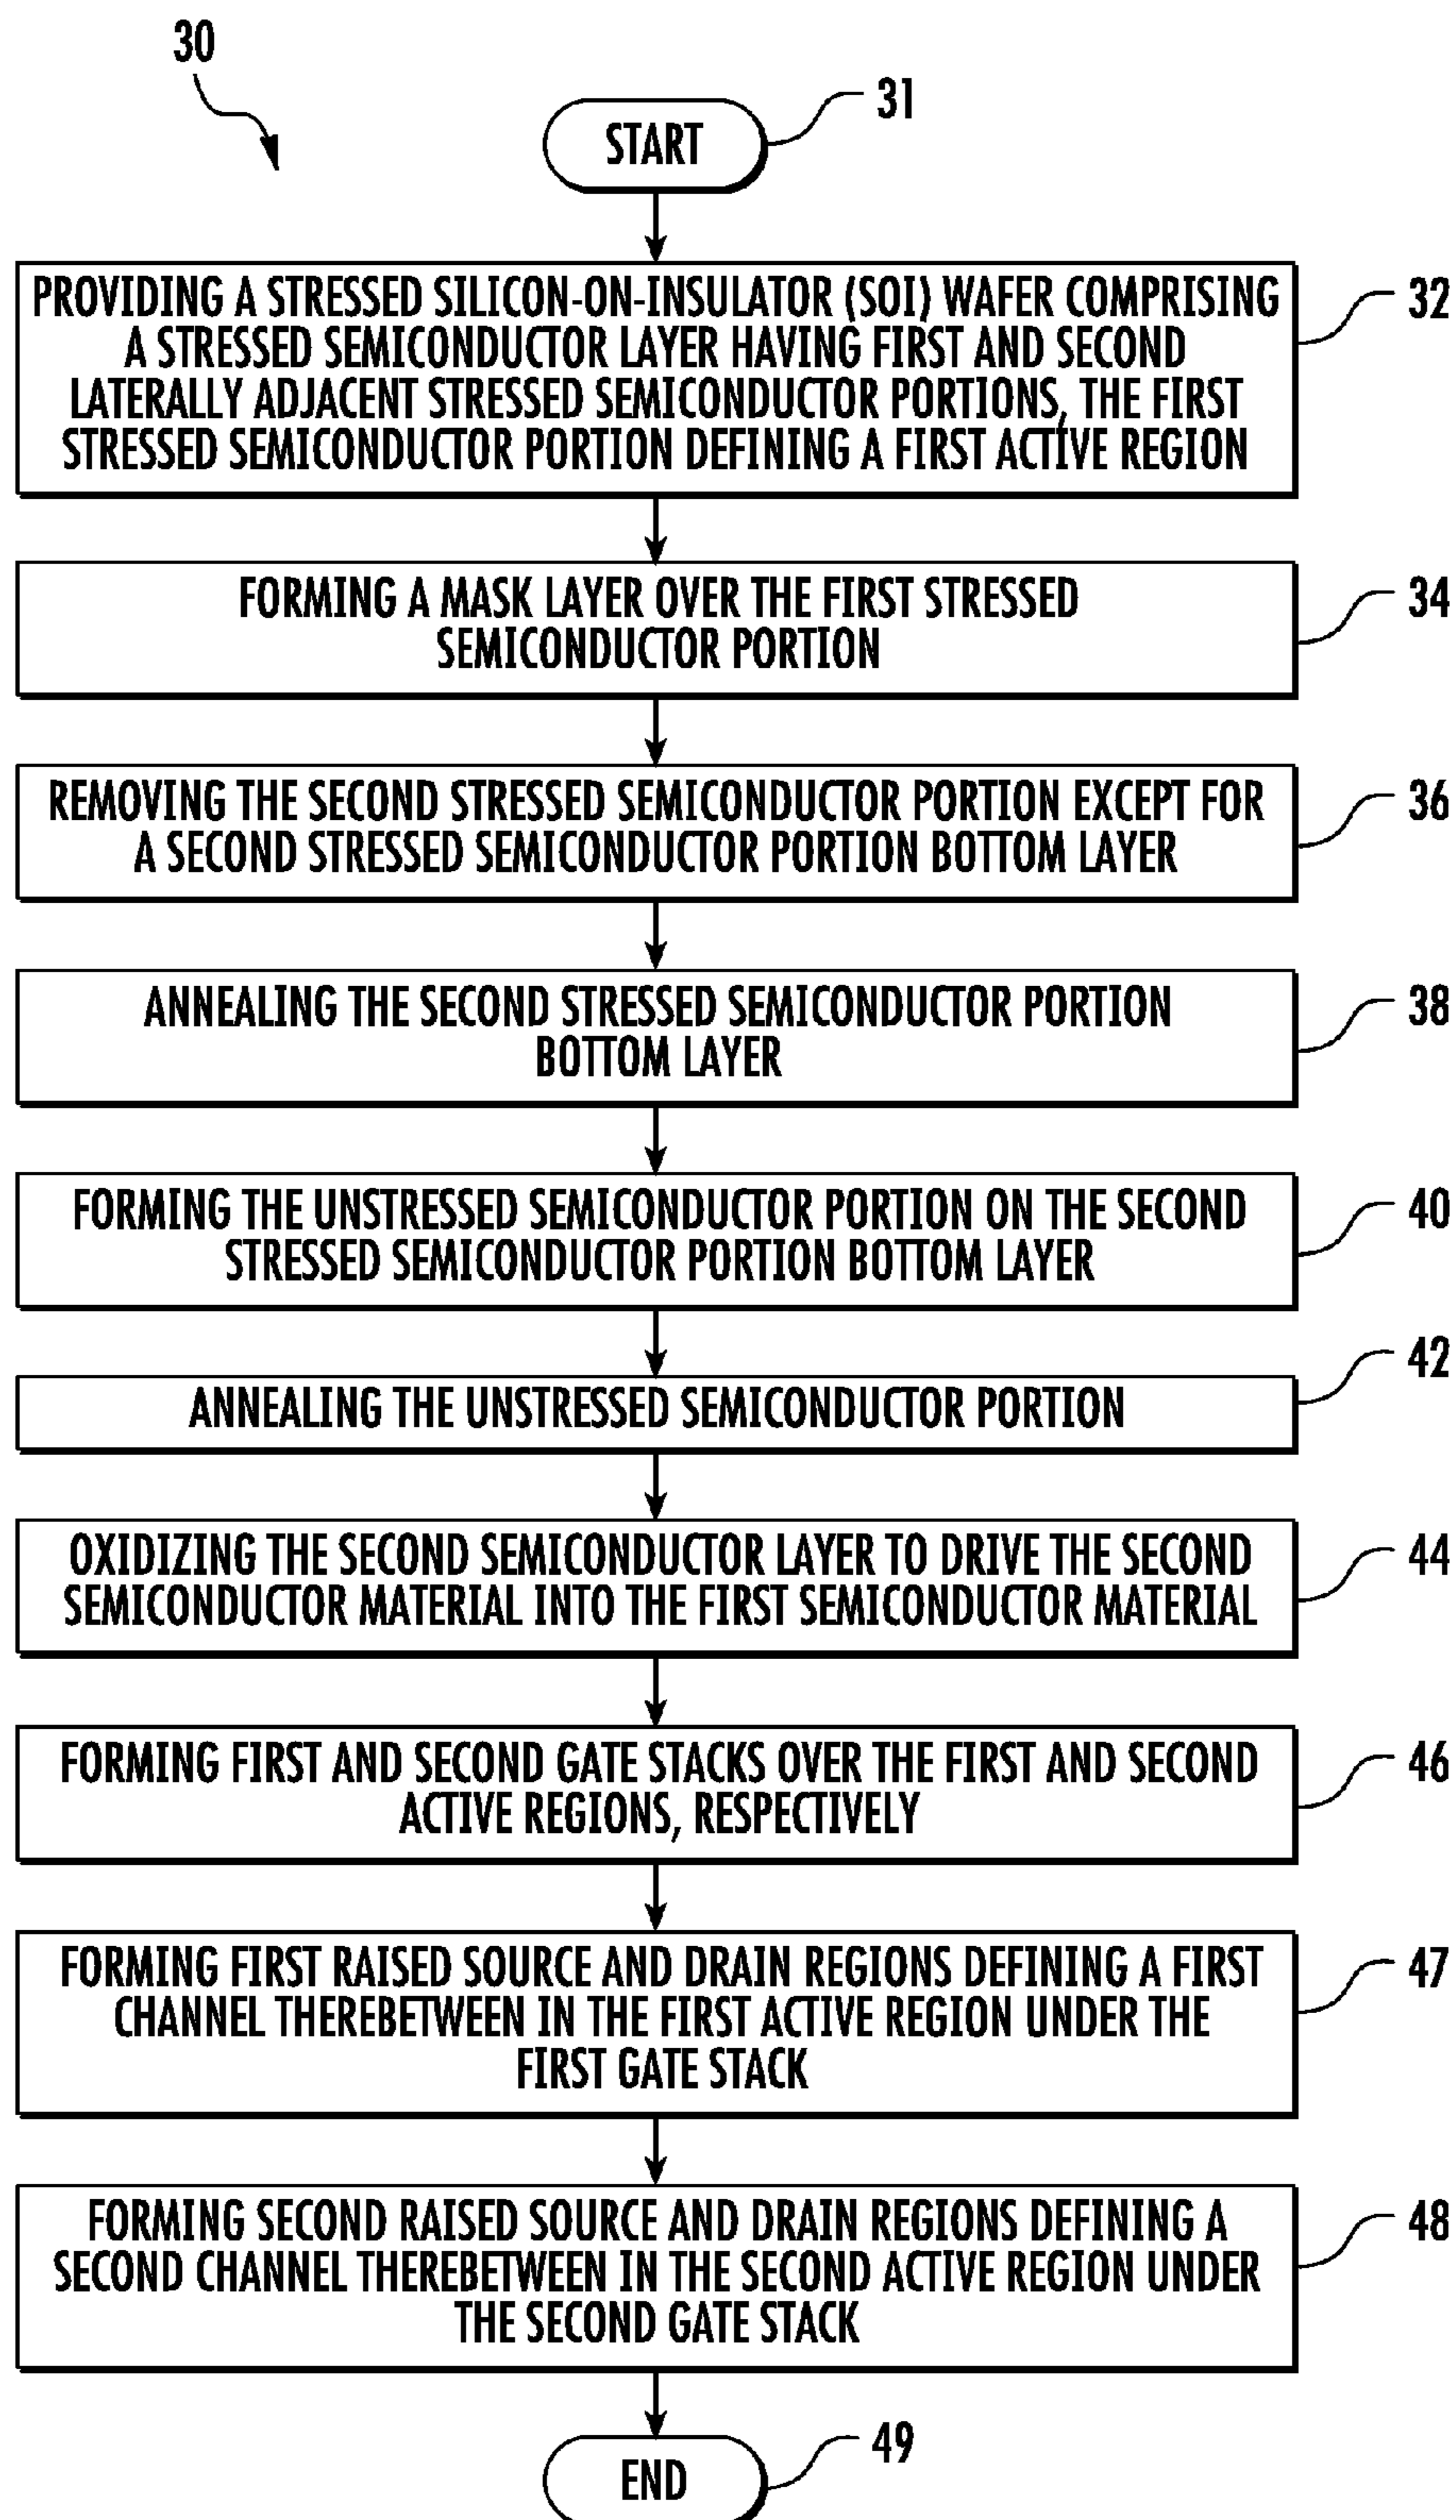 30
START
31
PROVIDING A STRESSED SILICON-ON-INSULATOR (SOI) WAFER COMPRISING
A STRESSED SEMICONDUCTOR LAYER HAVING FIRST AND SECOND
LATERALLY ADJACENT STRESSED SEMICONDUCTOR PORTIONS, THE FIRST
STRESSED SEMICONDUCTOR PORTION DEFINING A FIRST ACTIVE REGION
32
FORMING A MASK LAYER OVER THE FIRST STRESSED
SEMICONDUCTOR PORTION
34
REMOVING THE SECOND STRESSED SEMICONDUCTOR PORTION EXCEPT FOR
A SECOND STRESSED SEMICONDUCTOR PORTION BOTTOM LAYER
36
ANNEALING THE SECOND STRESSED SEMICONDUCTOR PORTION
BOTTOM LAYER
38
FORMING THE UNSTRESSED SEMICONDUCTOR PORTION ON THE SECOND
STRESSED SEMICONDUCTOR PORTION BOTTOM LAYER
40
ANNEALING THE UNSTRESSED SEMICONDUCTOR PORTION
42
OXIDIZING THE SECOND SEMICONDUCTOR LAYER TO DRIVE THE SECOND
SEMICONDUCTOR MATERIAL INTO THE FIRST SEMICONDUCTOR MATERIAL
44
FORMING FIRST AND SECOND GATE STACKS OVER THE FIRST AND SECOND
ACTIVE REGIONS, RESPECTIVELY
46
FORMING FIRST RAISED SOURCE AND DRAIN REGIONS DEFINING A FIRST
CHANNEL THEREBETWEEN IN THE FIRST ACTIVE REGION UNDER THE
FIRST GATE STACK
47
FORMING SECOND RAISED SOURCE AND DRAIN REGIONS DEFINING A
SECOND CHANNEL THEREBETWEEN IN THE SECOND ACTIVE REGION UNDER
THE SECOND GATE STACK
48
END
49